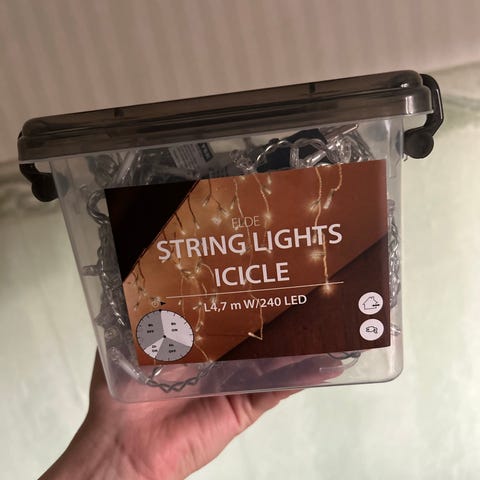 ELDE
STRING LIGHTS
ICICLE
L4,7 m W/240 LED